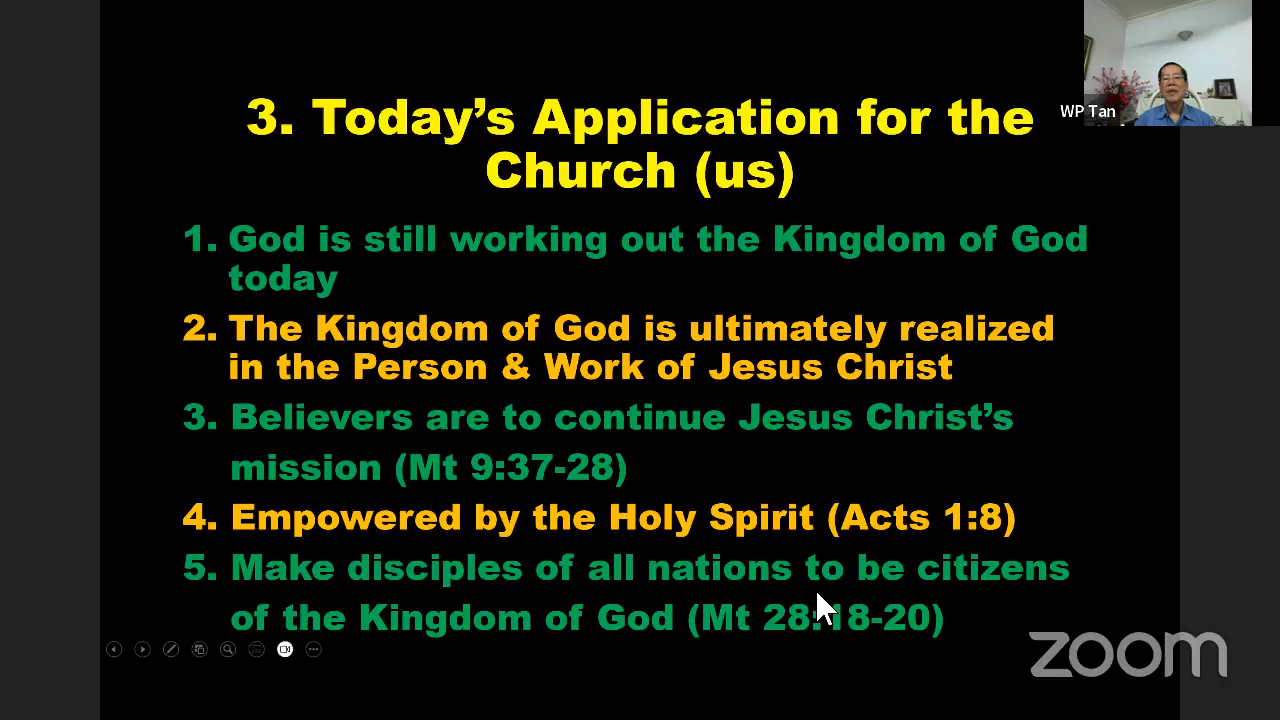 3. Today’s Application for the
Church (us)
WP Tan
1. God is still working out the Kingdom of God
today
2. The Kingdom of God is ultimately realized
in the Person & Work of Jesus Christ
3. Believers are to continue Jesus Christ’s
mission (Mt 9:37-28)
4. Empowered by the Holy Spirit (Acts 1:8)
5. Make disciples of all nations to be citizens
of the Kingdom of God (Mt 28:18-20)
zoom